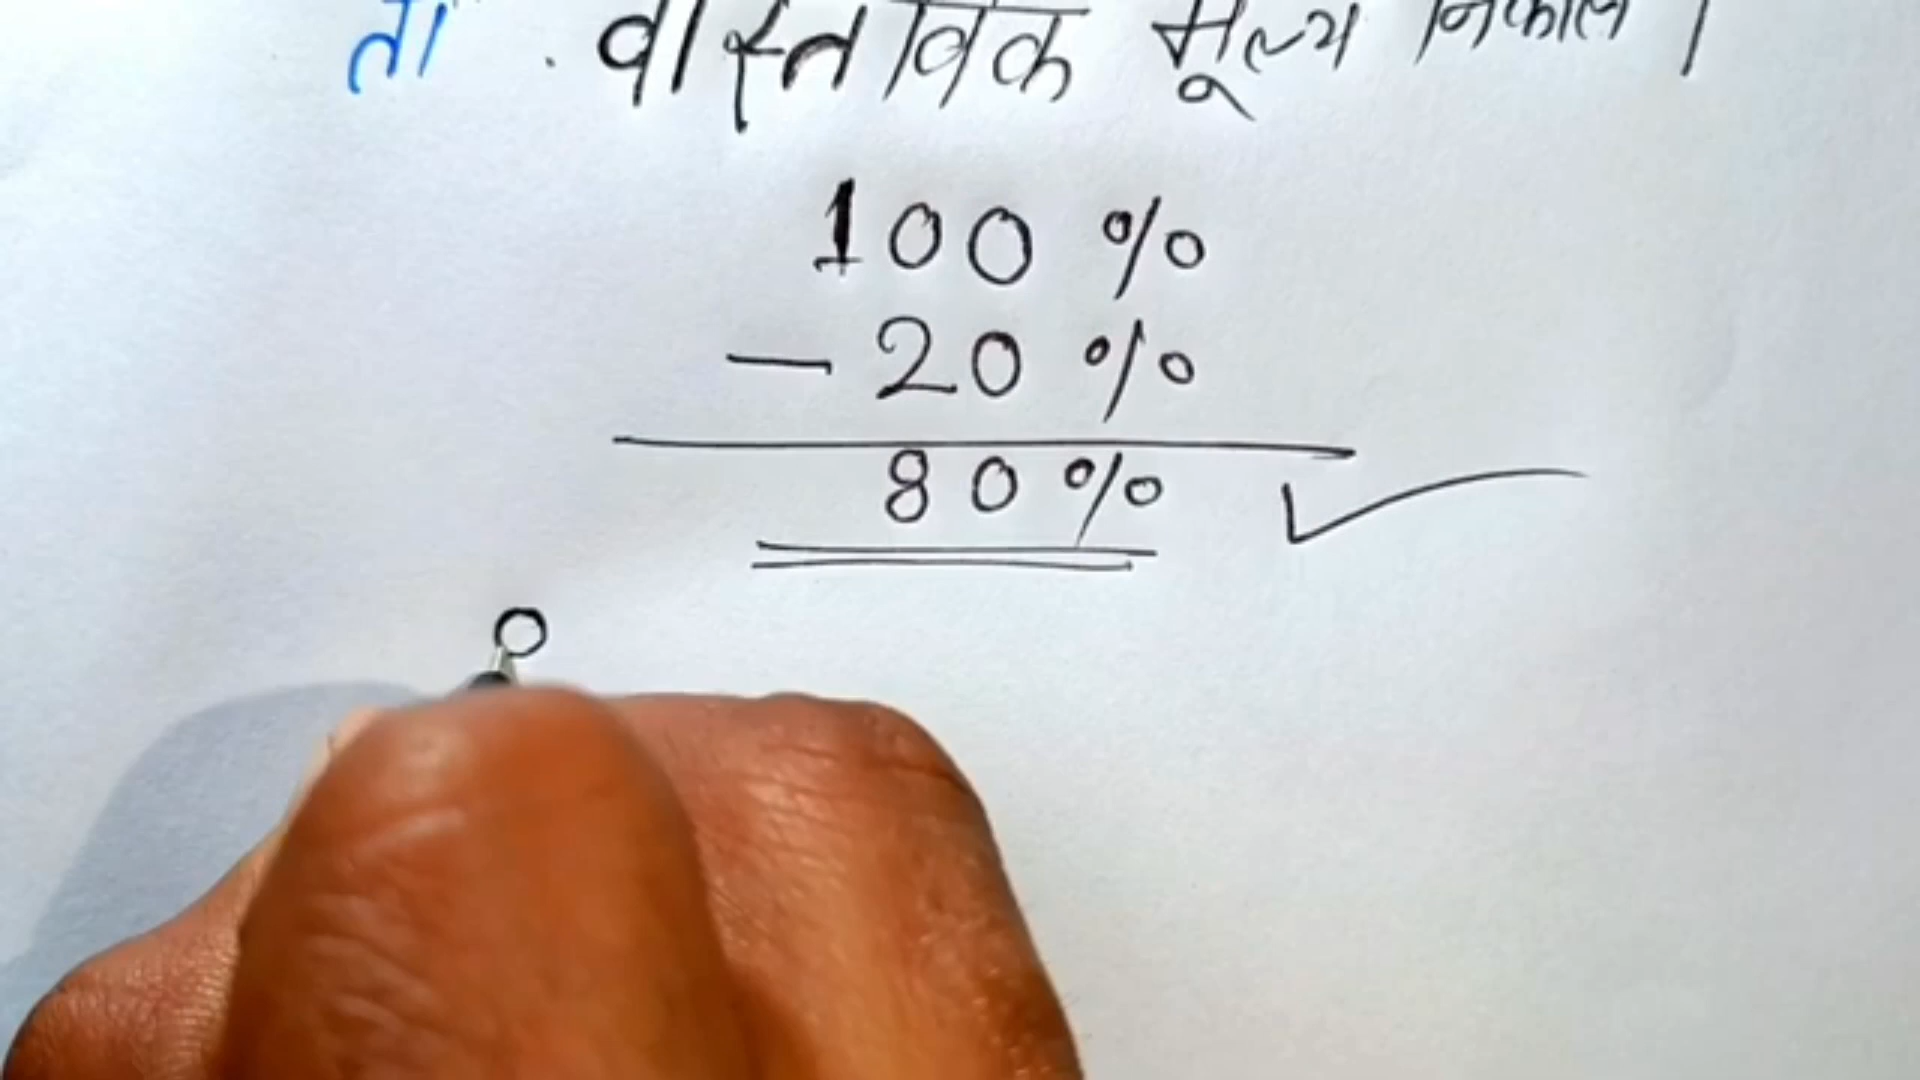 तो वास्तविक मूल्य निकाले ।
100 %
- 20 %
80 %